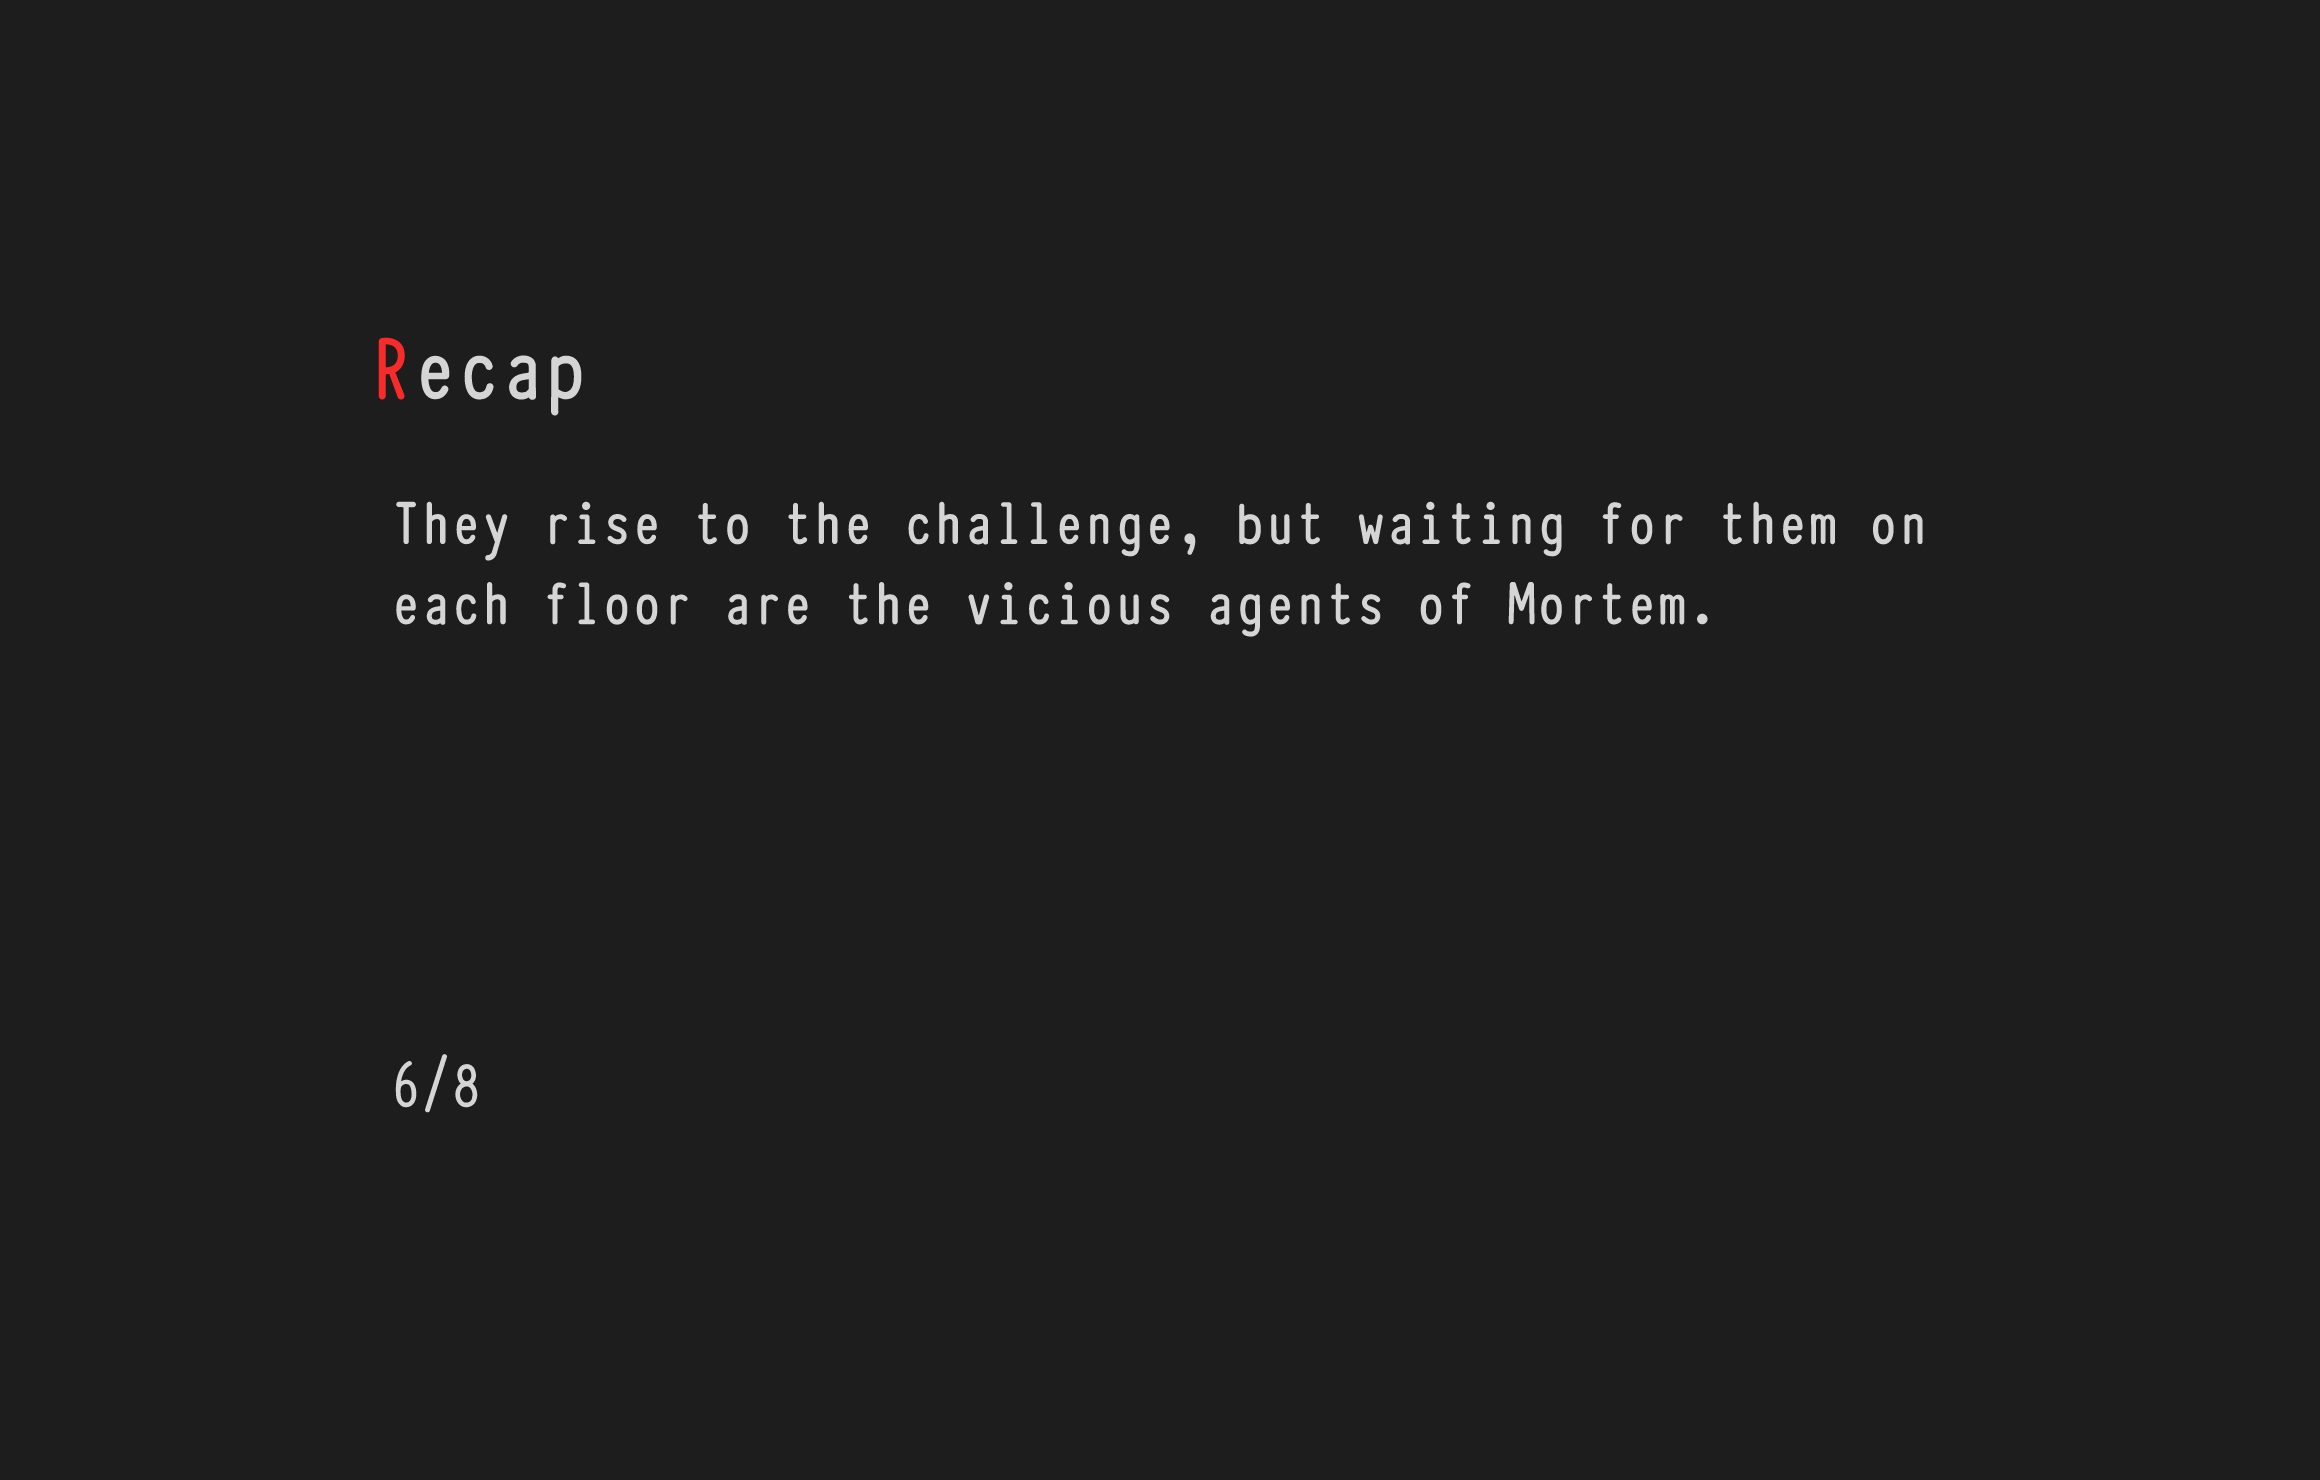 Recap
They rise to the challenge, but waiting for them on
each floor are the vicious agents of Mortem.
6/8